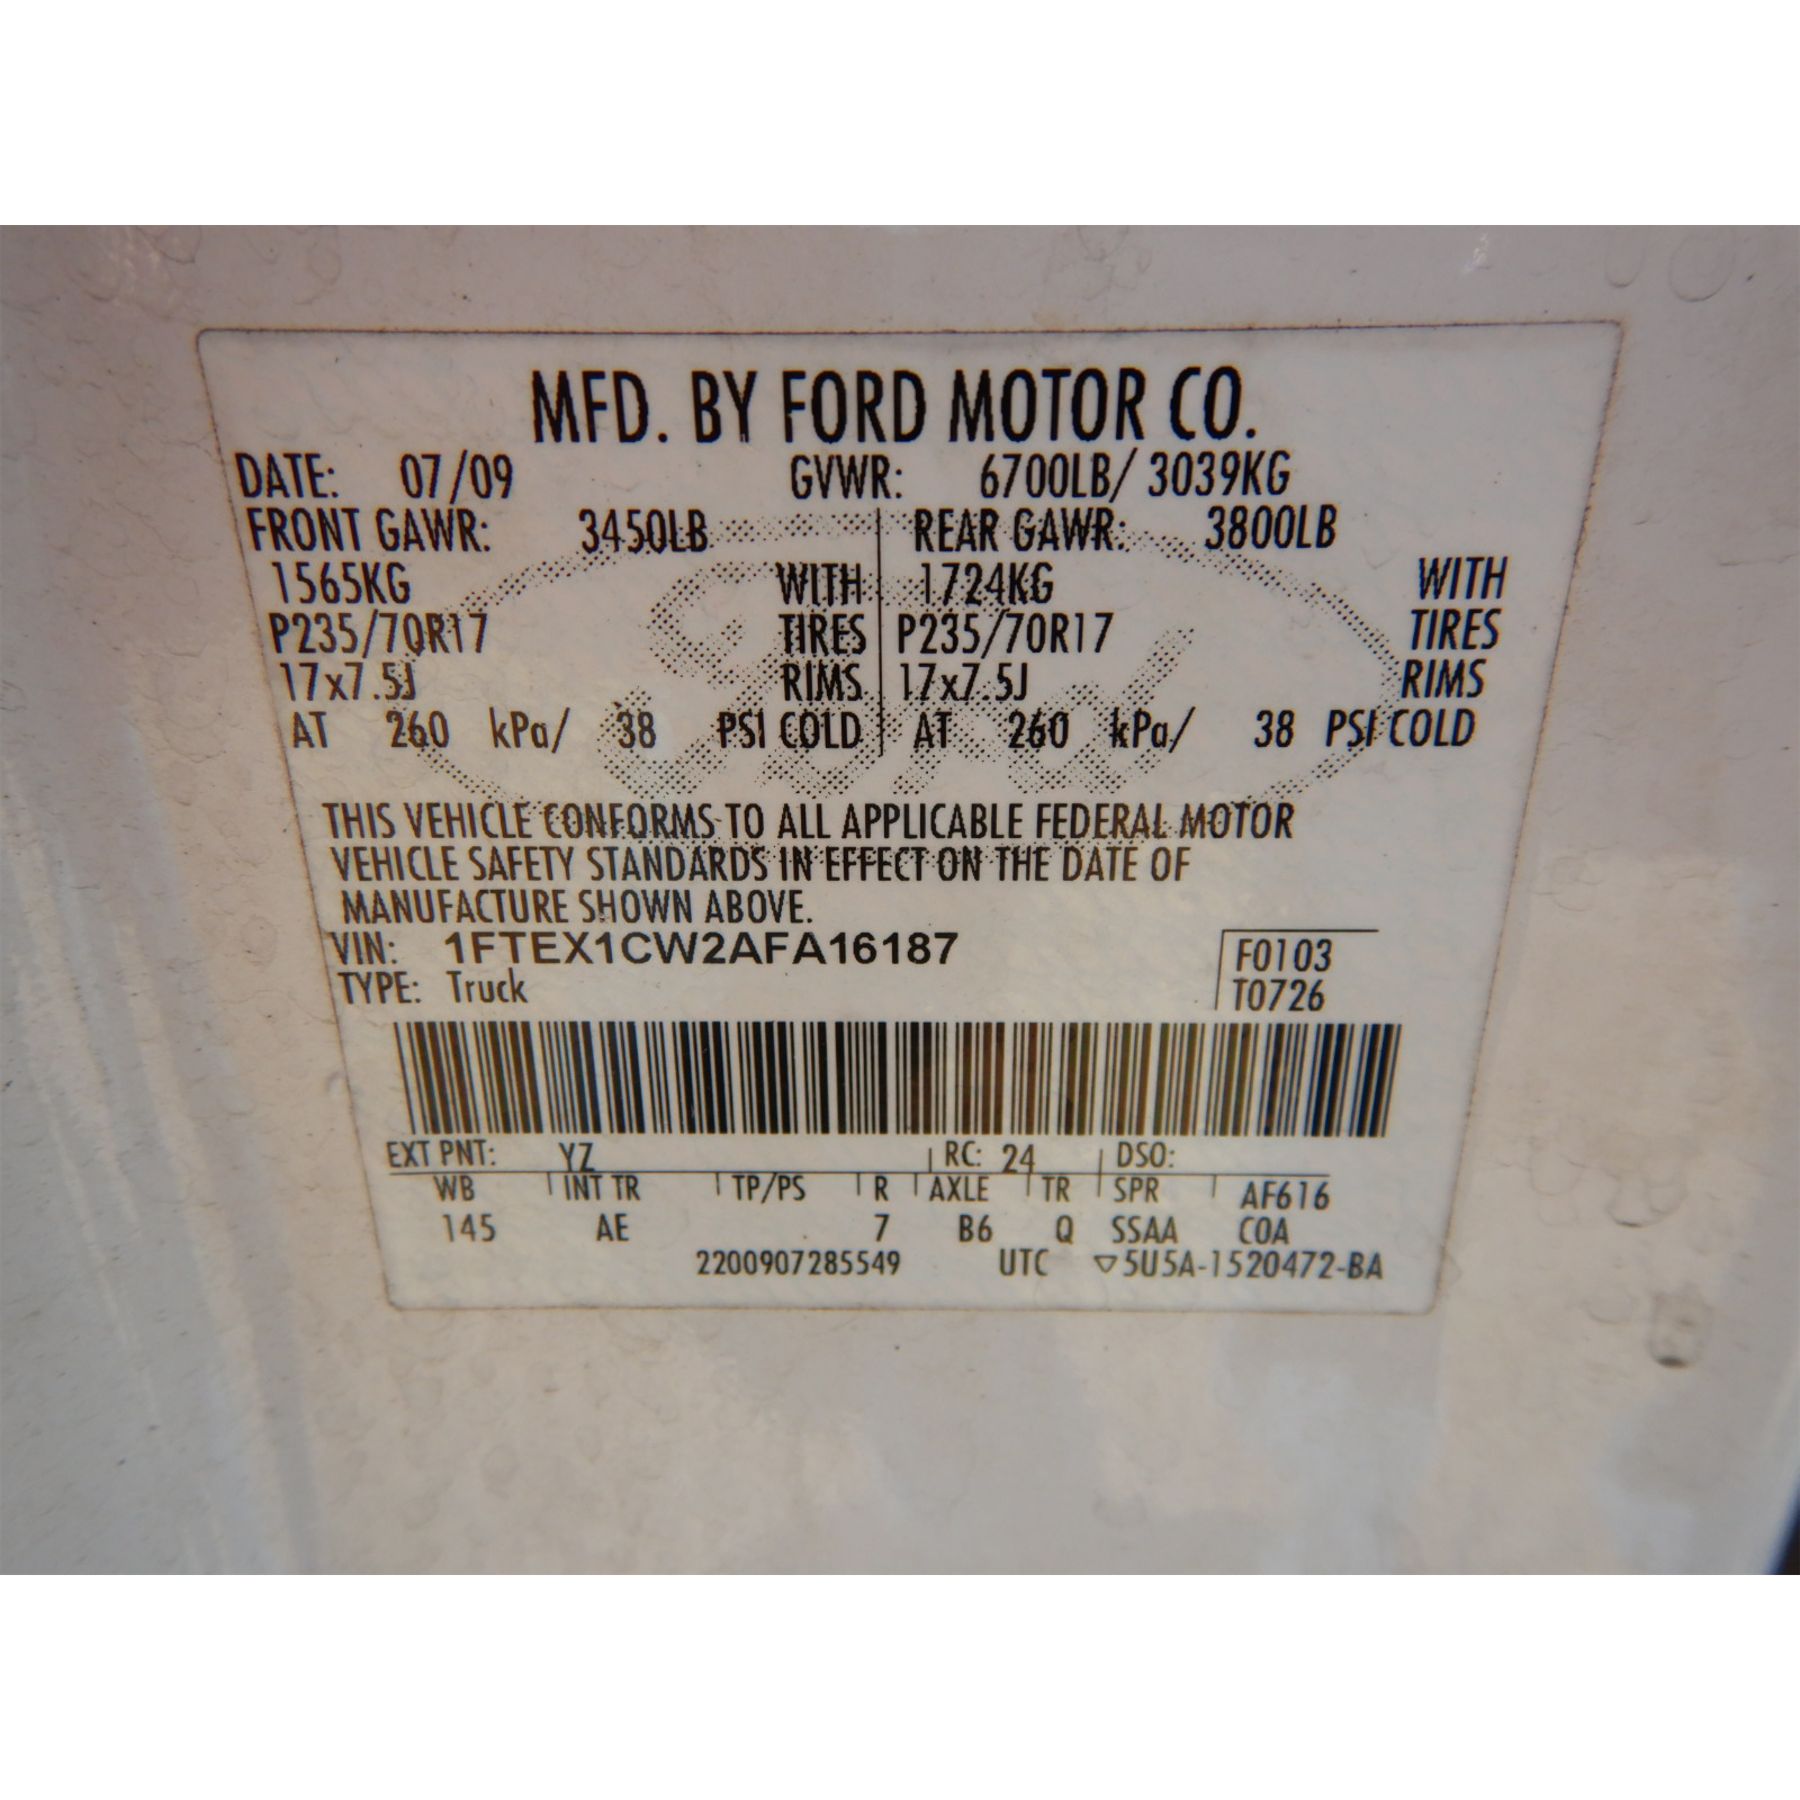 MFD. BY FORD MOTOR CO.
DATE: 07/09 GVWR: 6700LB/ 3039KG
FRONT GAWR: 3450LB REAR GAWR: 3800LB
1565KG WITH 1724KG WITH
P235/70R17 TIRES P235/70R17 TIRES
17x7.5J RIMS 17x7.5J RIMS
AT 260 kPa/ 38 PSI COLD AT 260 kPa/ 38 PSI COLD
Ford
THIS VEHICLE CONFORMS TO ALL APPLICABLE FEDERAL MOTOR
VEHICLE SAFETY STANDARDS IN EFFECT ON THE DATE OF
MANUFACTURE SHOWN ABOVE.
VIN: 1FTEX1CW2AFA16187 F0103
TYPE: Truck T0726
EXT PNT: YZ RC: 24 DSO:
WB INT TR TP/PS R AXLE TR SPR AF616
145 AE 7 B6 Q SSAA COA
2200907285549 UTC ▽5U5A-1520472-BA